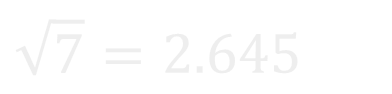 √7 = 2.645